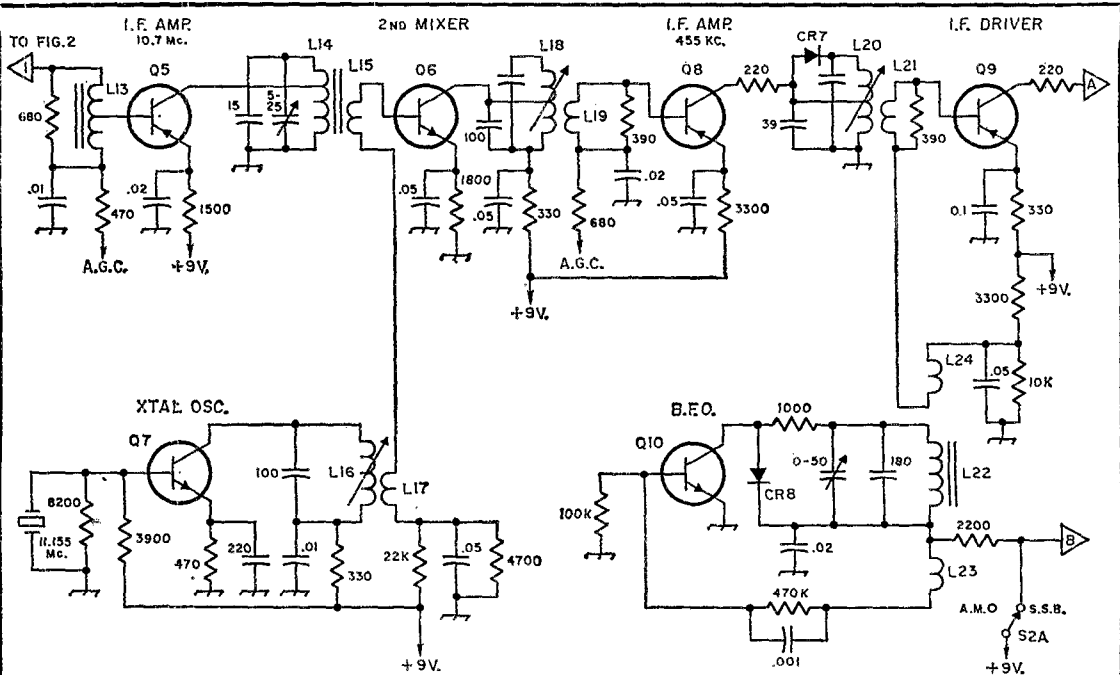 I.F. AMP. 2ND MIXER I.F. AMP I.F. DRIVER
10.7 Mc. 455 KC.
TO FIG.2
1
L13
Q5
L14
L15
Q6
L18
L19
Q8
220
CR7
L20
L21
Q9
220
A
680
15
5-25
100
390
39
390
.01
470
.02
1500
.05
1800
.05
330
680
.02
.05
3300
0.1
330
A.G.C.
+9V.
A.G.C.
+9V.
+9V.
3300
L24
.05
10K
XTAL OSC.
Q7
100
L16
L17
8200
11.155 Mc.
3900
470
220
.01
330
22K
.05
4700
+9V.
B.F.O.
Q10
1000
0-50
180
L22
CR8
100K
.02
2200
B
L23
470K
.001
A.M.O
S.S.B.
S2A
+9V.